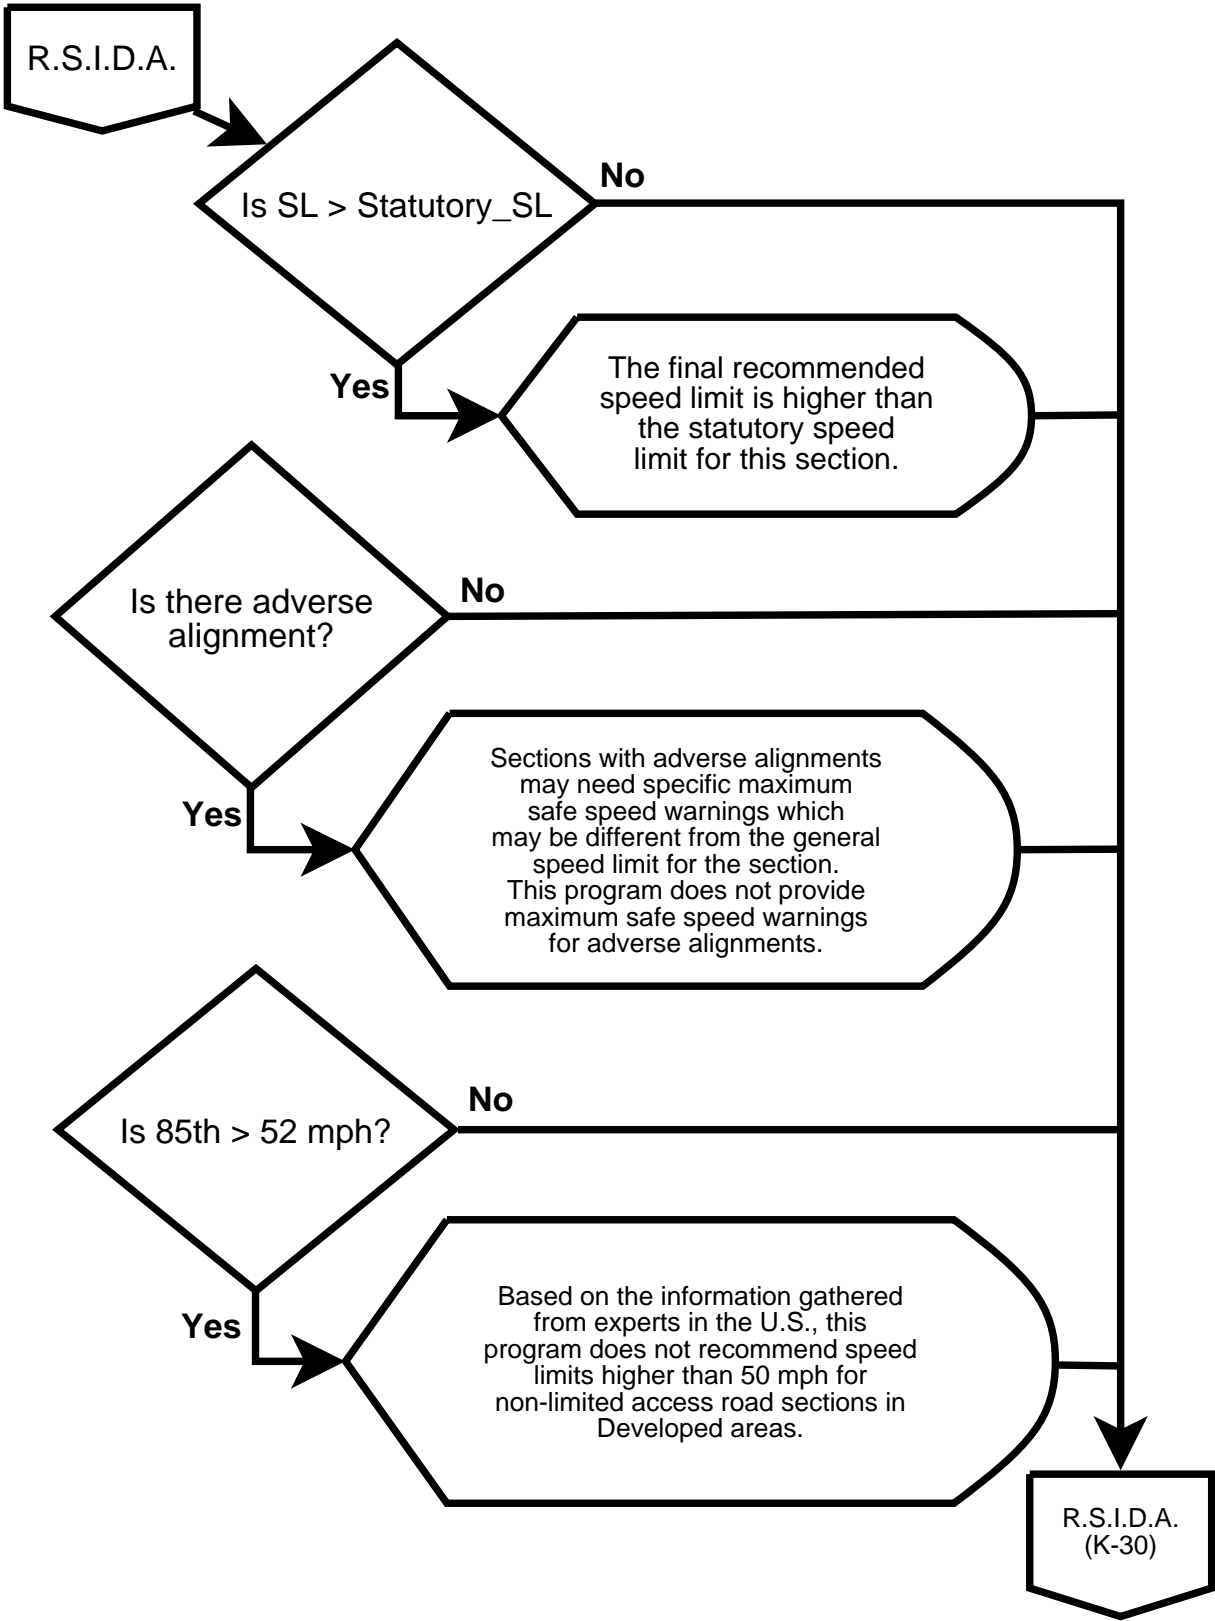 R.S.I.D.A.
Is SL > Statutory_SL
No
Yes
The final recommended
speed limit is higher than
the statutory speed
limit for this section.
Is there adverse
alignment?
No
Yes
Sections with adverse alignments
may need specific maximum
safe speed warnings which
may be different from the general
speed limit for the section.
This program does not provide
maximum safe speed warnings
for adverse alignments.
Is 85th > 52 mph?
No
Yes
Based on the information gathered
from experts in the U.S., this
program does not recommend speed
limits higher than 50 mph for
non-limited access road sections in
Developed areas.
R.S.I.D.A.
(K-30)